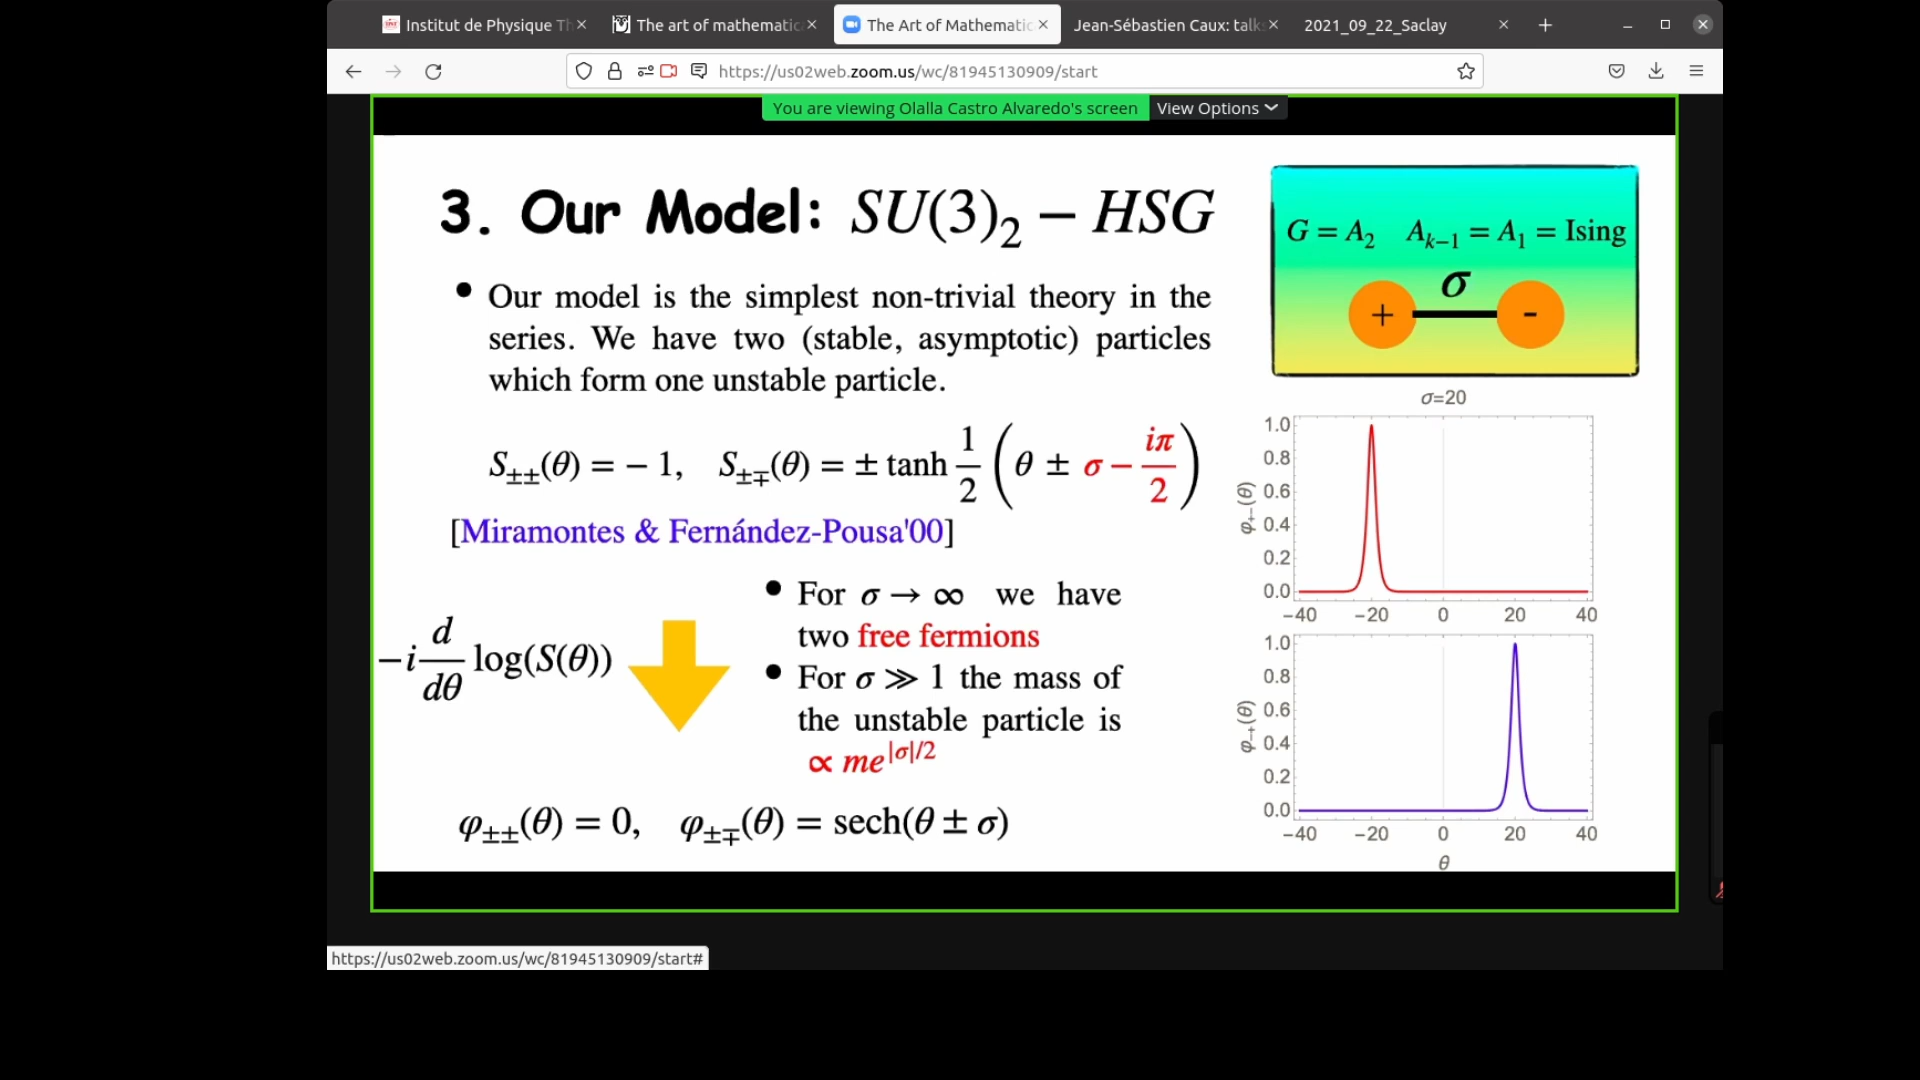 Institut de Physique Th
The art of mathematic
The Art of Mathematic
Jean-Sébastien Caux: talk
2021_09_22_Saclay
https://us02web.zoom.us/wc/81945130909/start
You are viewing Olalla Castro Alvaredo's screen View Options
3. Our Model: SU(3)₂ − HSG
• Our model is the simplest non-trivial theory in the
series. We have two (stable, asymptotic) particles
which form one unstable particle.
S±±(θ) = − 1, S±∓(θ) = ± tanh 1/2 (θ ± σ − iπ/2)
[Miramontes & Fernández-Pousa'00]
−i d/dθ log(S(θ))
• For σ → ∞ we have
two free fermions
• For σ ≫ 1 the mass of
the unstable particle is
∝ me^|σ|/2
φ±±(θ) = 0, φ±∓(θ) = sech(θ ± σ)
G = A₂ Aₖ₋₁ = A₁ = Ising
σ
+ -
σ=20
φ₊₋(θ)
1.0
0.8
0.6
0.4
0.2
0.0
−40 −20 0 20 40
φ₋₊(θ)
1.0
0.8
0.6
0.4
0.2
0.0
−40 −20 0 20 40
θ
https://us02web.zoom.us/wc/81945130909/start#